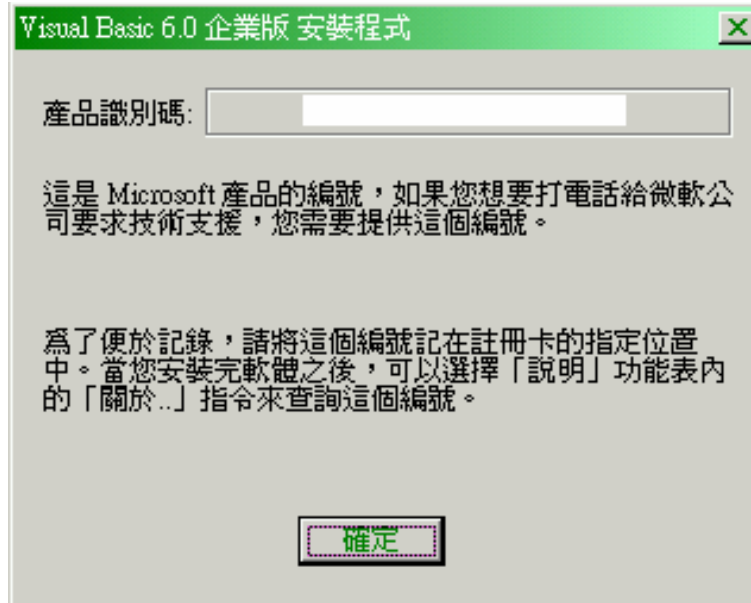 Visual Basic 6.0 企業版 安裝程式
產品識別碼:
這是 Microsoft 產品的編號，如果您想要打電話給微軟公
司要求技術支援，您需要提供這個編號。
為了便於記錄，請將這個編號記在註冊卡的指定位置
中。當您安裝完軟體之後，可以選擇「說明」功能表內
的「關於..」指令來查詢這個編號。
確定